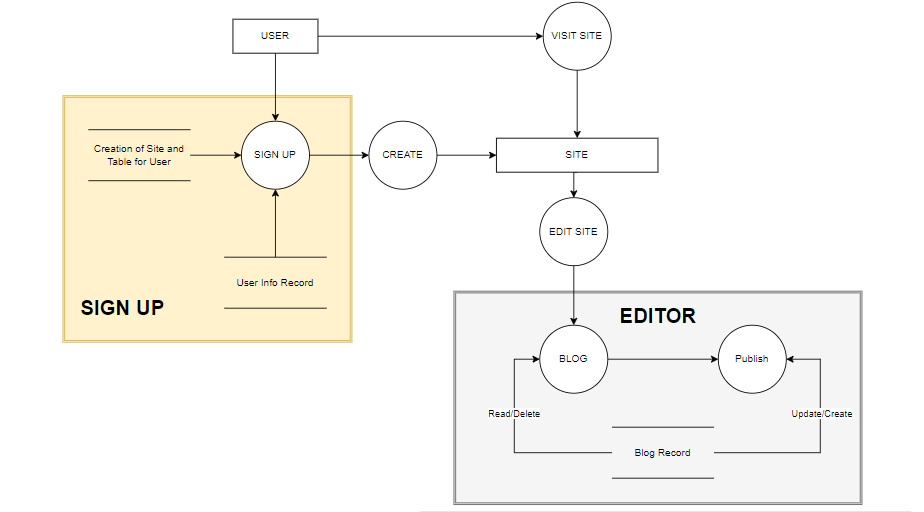 USER
VISIT SITE
Creation of Site and
Table for User
SIGN UP
CREATE
SITE
EDIT SITE
User Info Record
SIGN UP
EDITOR
BLOG
Publish
Read/Delete
Update/Create
Blog Record